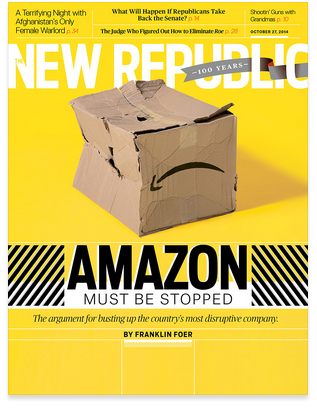 A Terrifying Night with
Afghanistan's Only
Female Warlord p. 54
What Will Happen If Republicans Take
Back the Senate? p. 14
The Judge Who Figured Out How to Eliminate Roe p. 28
Shootin' Guns with
Grandmas p. 10
OCTOBER 27, 2014
THE
NEW REPUBLIC
—100 YEARS—
AMAZON
MUST BE STOPPED
The argument for busting up the country's most disruptive company.
BY FRANKLIN FOER